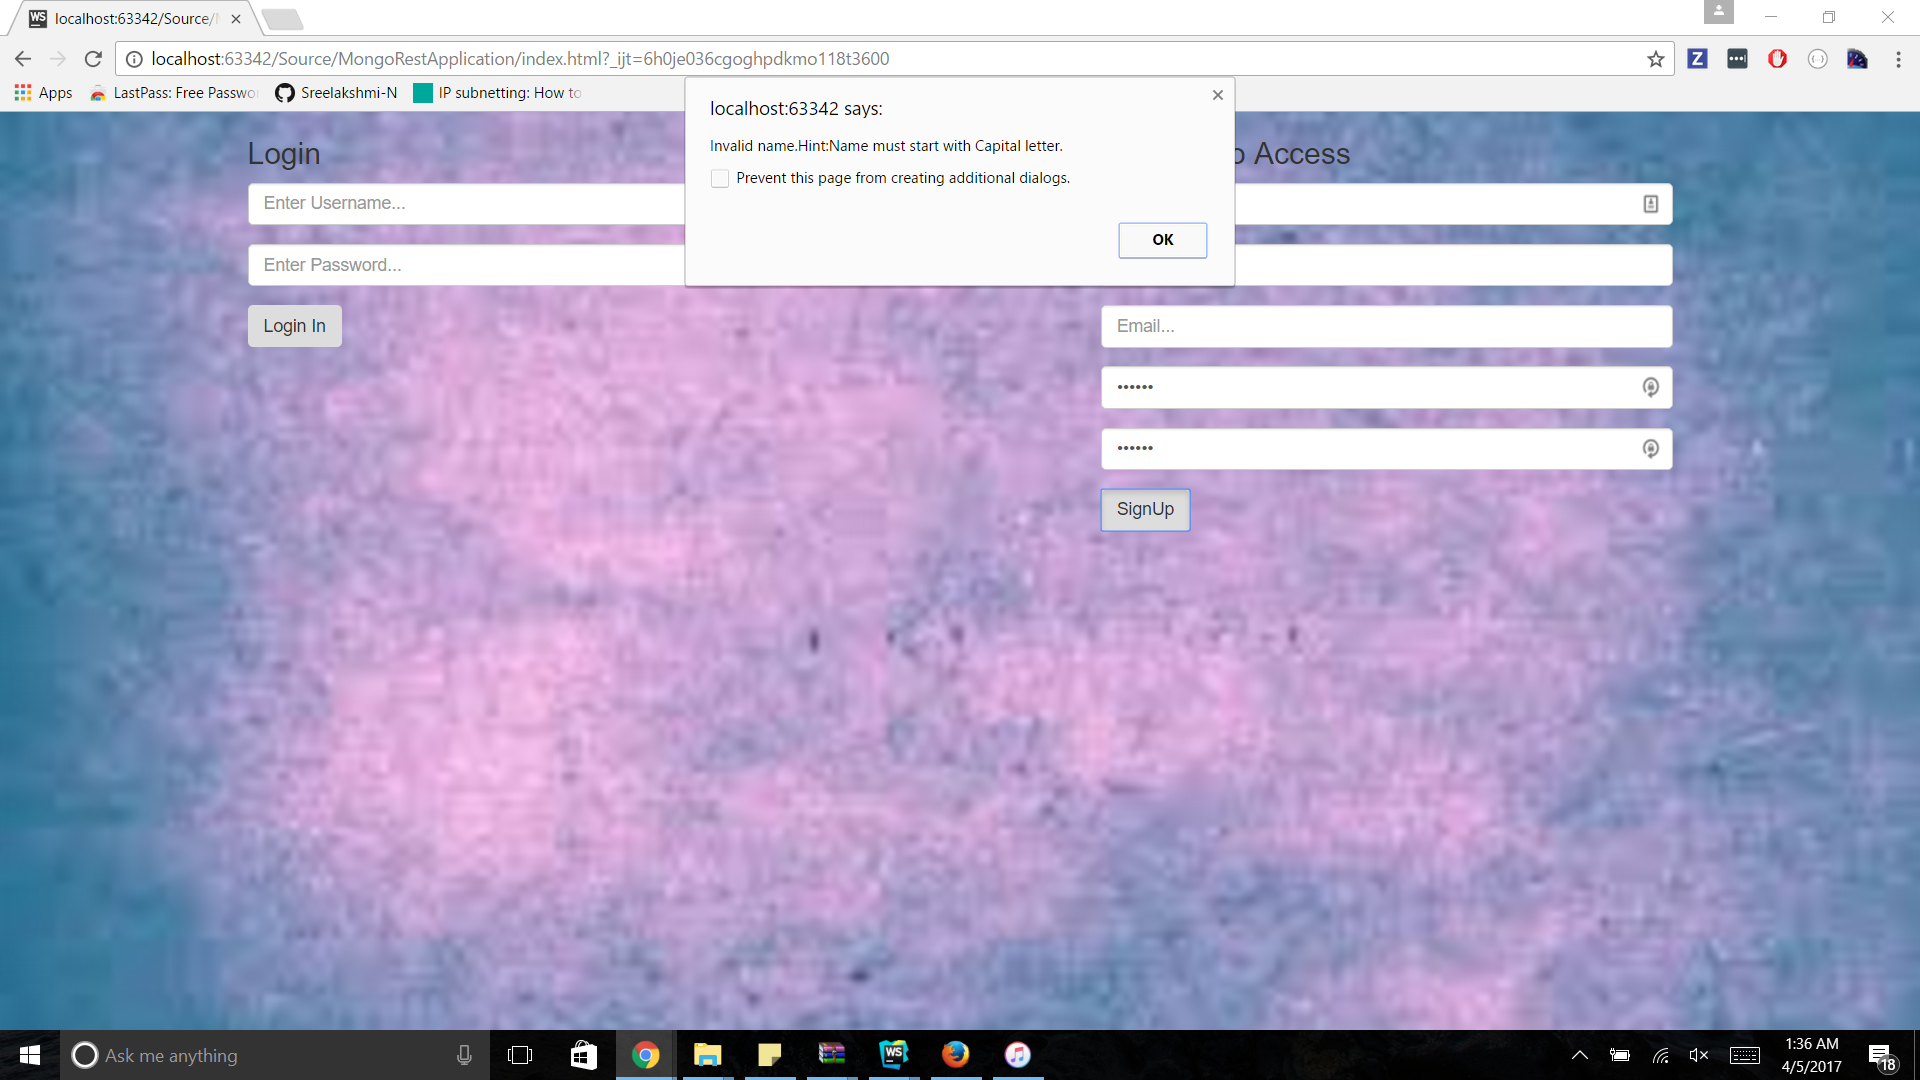 WS localhost:63342/Source/
localhost:63342/Source/MongoRestApplication/index.html?_ijt=6h0je036cgoghpdkmo118t3600
Z
Apps LastPass: Free Passwo Sreelakshmi-N IP subnetting: How to
localhost:63342 says:
Invalid name.Hint:Name must start with Capital letter.
Prevent this page from creating additional dialogs.
OK
Login
Access
Enter Username...
Enter Password...
Login In
Email...
••••••
••••••
SignUp
Ask me anything
WS
1:36 AM
4/5/2017
18